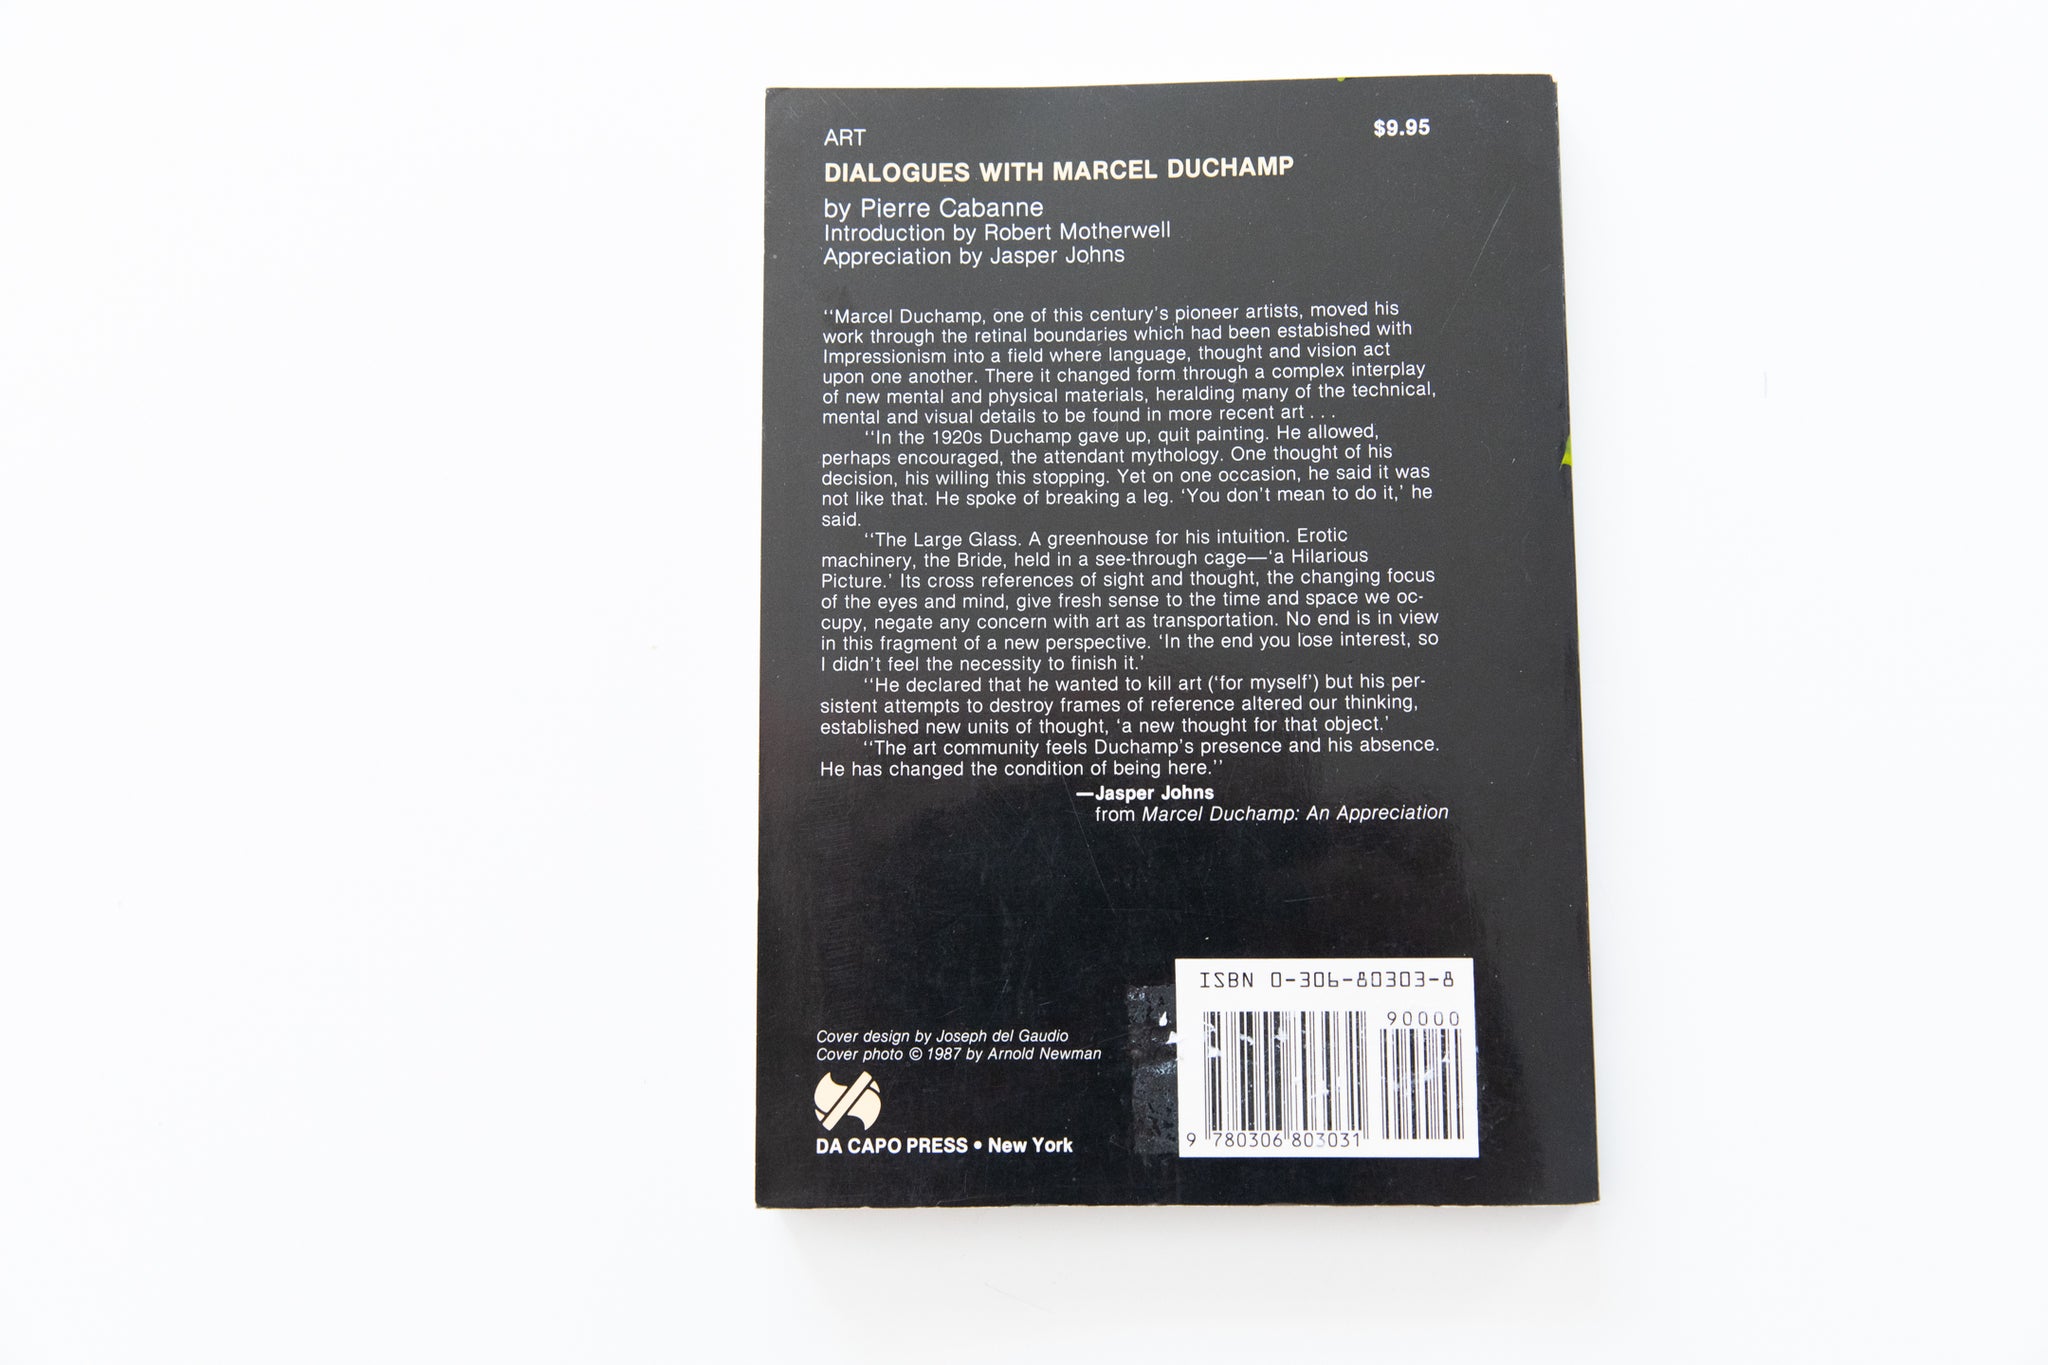 ART
$9.95
DIALOGUES WITH MARCEL DUCHAMP
by Pierre Cabanne
Introduction by Robert Motherwell
Appreciation by Jasper Johns
‘‘Marcel Duchamp, one of this century’s pioneer artists, moved his
work through the retinal boundaries which had been estabished with
Impressionism into a field where language, thought and vision act
upon one another. There it changed form through a complex interplay
of new mental and physical materials, heralding many of the technical,
mental and visual details to be found in more recent art . . .
‘‘In the 1920s Duchamp gave up, quit painting. He allowed,
perhaps encouraged, the attendant mythology. One thought of his
decision, his willing this stopping. Yet on one occasion, he said it was
not like that. He spoke of breaking a leg. ‘You don’t mean to do it,’ he
said.
‘‘The Large Glass. A greenhouse for his intuition. Erotic
machinery, the Bride, held in a see-through cage—‘a Hilarious
Picture.’ Its cross references of sight and thought, the changing focus
of the eyes and mind, give fresh sense to the time and space we oc-
cupy, negate any concern with art as transportation. No end is in view
in this fragment of a new perspective. ‘In the end you lose interest, so
I didn’t feel the necessity to finish it.’
‘‘He declared that he wanted to kill art (‘for myself’) but his per-
sistent attempts to destroy frames of reference altered our thinking,
established new units of thought, ‘a new thought for that object.’
‘‘The art community feels Duchamp’s presence and his absence.
He has changed the condition of being here.’’
—Jasper Johns
from Marcel Duchamp: An Appreciation
ISBN 0-306-80303-8
90000
9 780306 803031
Cover design by Joseph del Gaudio
Cover photo © 1987 by Arnold Newman
DA CAPO PRESS • New York